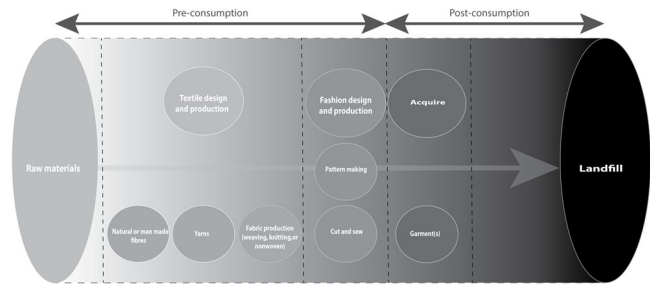 Pre-consumption
Post-consumption
Textile design
and production
Fashion design
and production
Acquire
Raw materials
Pattern making
Landfill
Natural or man made
fibres
Yarns
Fabric production
(weaving, knitting,or
nonwoven)
Cut and sew
Garment(s)